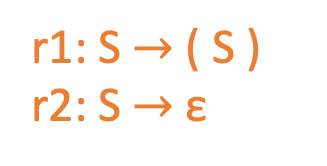 r1: S → ( S )
r2: S → ε